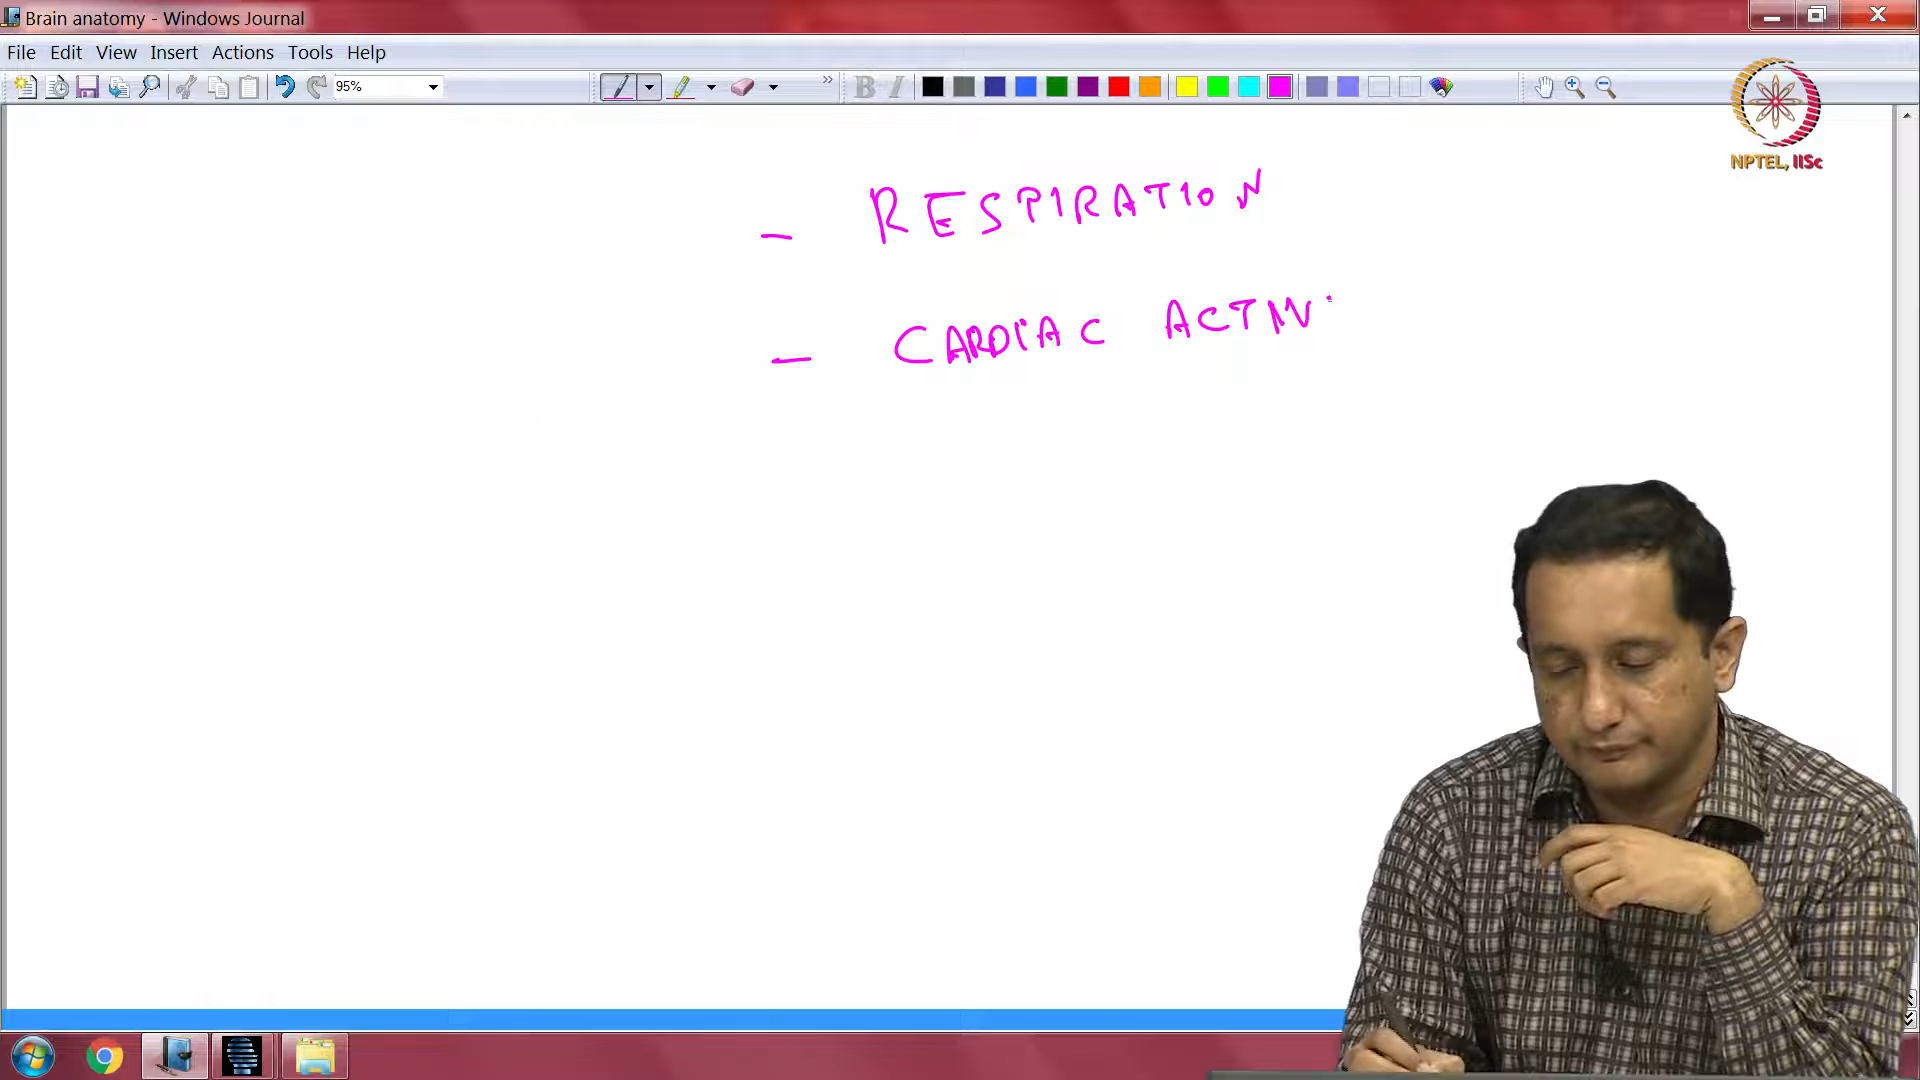 Brain anatomy - Windows Journal
File Edit View Insert Actions Tools Help
95%
B I
NPTEL, IISc
- RESPIRATION
- CARDIAC ACTIV